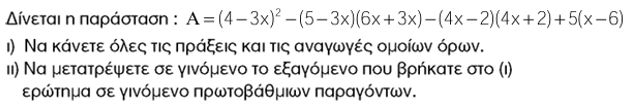 Δίνεται η παράσταση : A = (4 – 3x)² – (5 – 3x)(6x + 3x) – (4x – 2)(4x + 2) + 5(x – 6)
ι) Να κάνετε όλες τις πράξεις και τις αναγωγές ομοίων όρων.
ιι) Να μετατρέψετε σε γινόμενο το εξαγόμενο που βρήκατε στο (ι)
ερώτημα σε γινόμενο πρωτοβάθμιων παραγόντων.